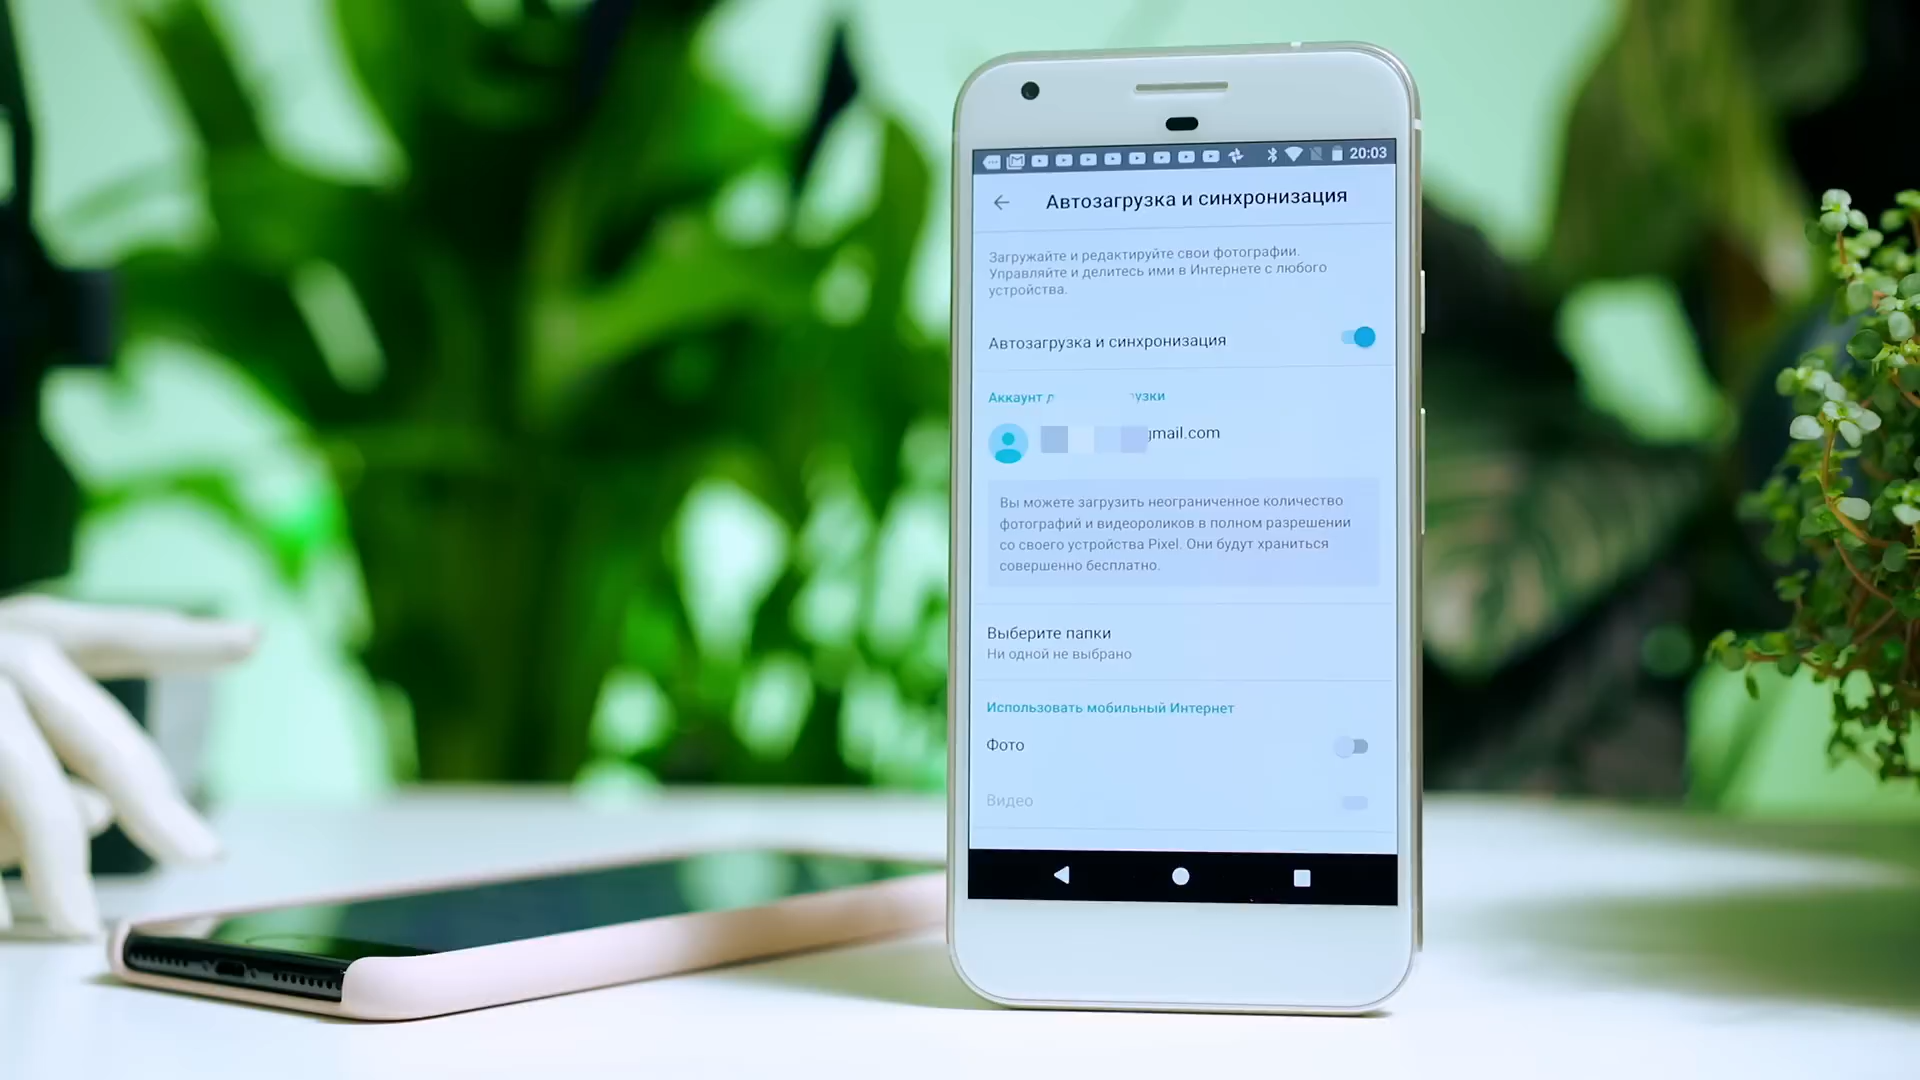 20:03
Автозагрузка и синхронизация
Загружайте и редактируйте свои фотографии.
Управляйте и делитесь ими в Интернете с любого
устройства.
Автозагрузка и синхронизация
Аккаунт
gmail.com
Вы можете загрузить неограниченное количество
фотографий и видеороликов в полном разрешении
со своего устройства Pixel. Они будут храниться
совершенно бесплатно.
Выберите папки
Ни одной не выбрано
Использовать мобильный Интернет
Фото
Видео